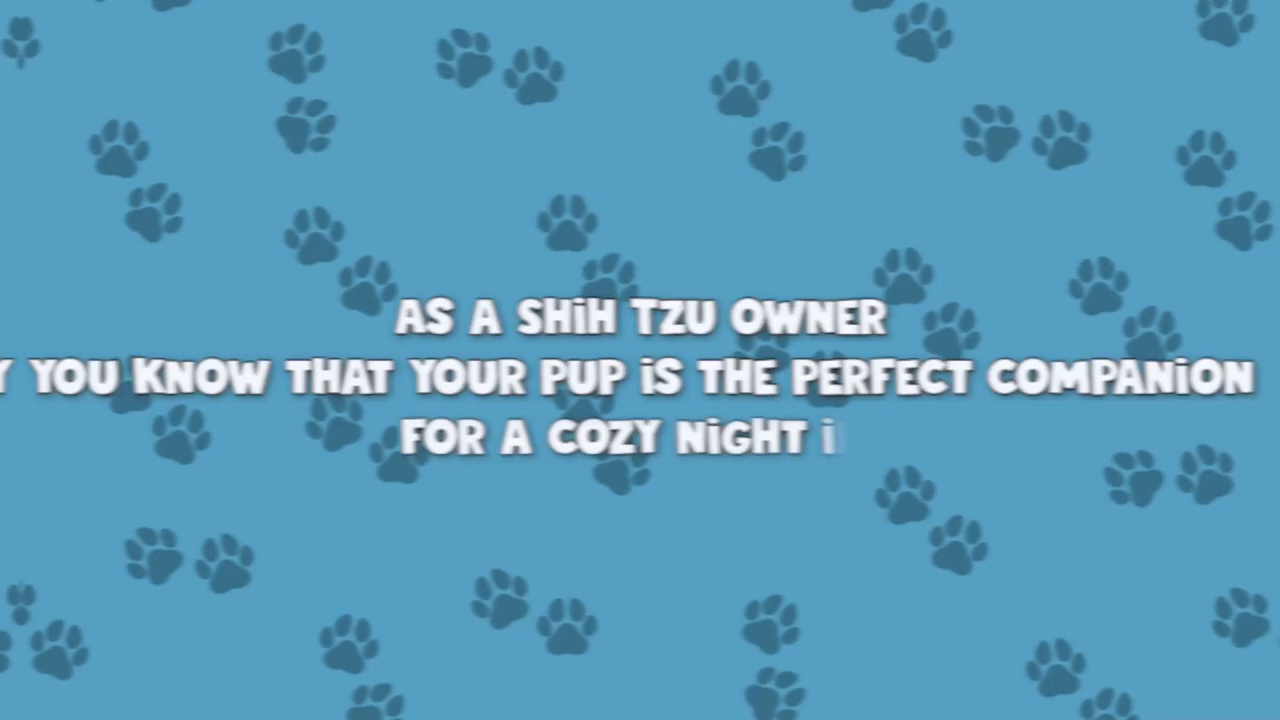 AS A SHiH TZU OWNER
YOU KNOW THAT YOUR PUP iS THE PERFECT COMPANiON
FOR A COZY NiGHT